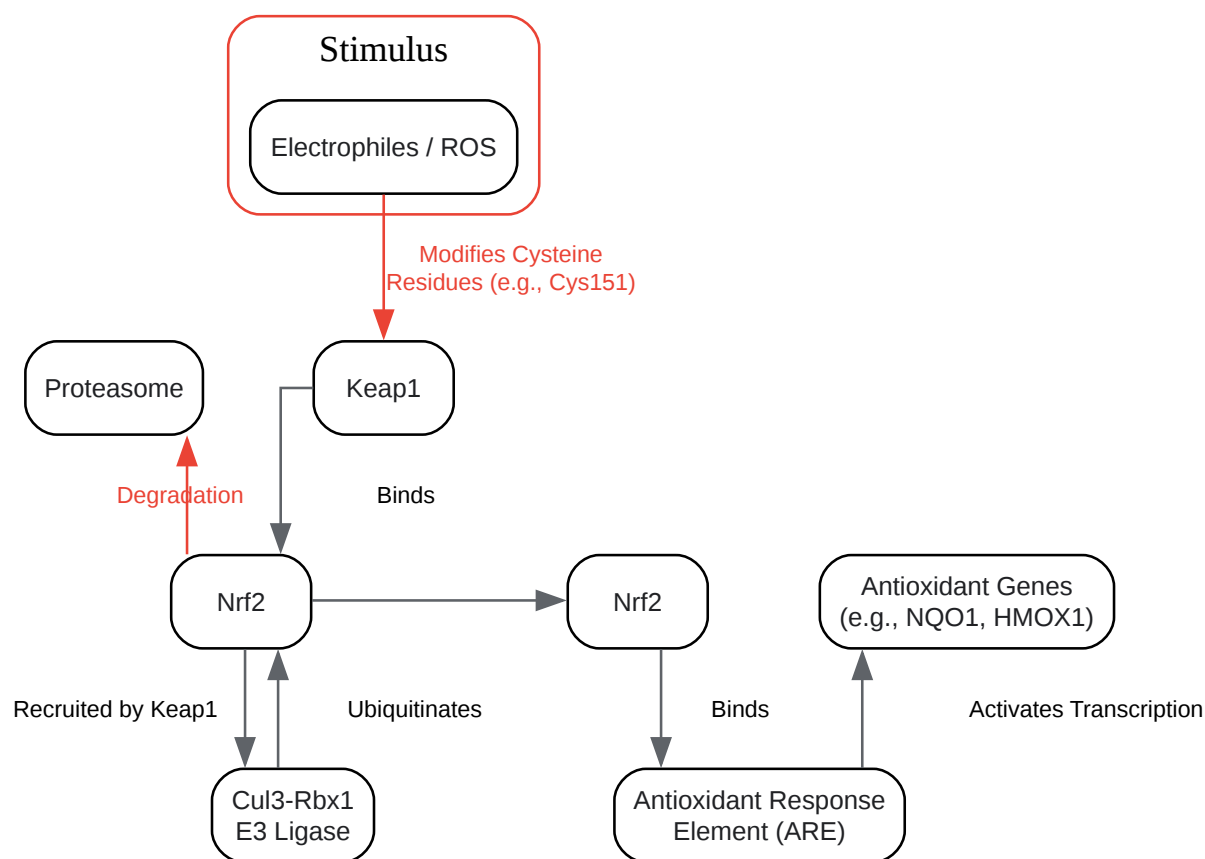 Stimulus
Electrophiles / ROS
Modifies Cysteine
Residues (e.g., Cys151)
Proteasome
Keap1
Degradation
Binds
Nrf2
Nrf2
Antioxidant Genes
(e.g., NQO1, HMOX1)
Recruited by Keap1
Ubiquitinates
Binds
Activates Transcription
Cul3-Rbx1
E3 Ligase
Antioxidant Response
Element (ARE)